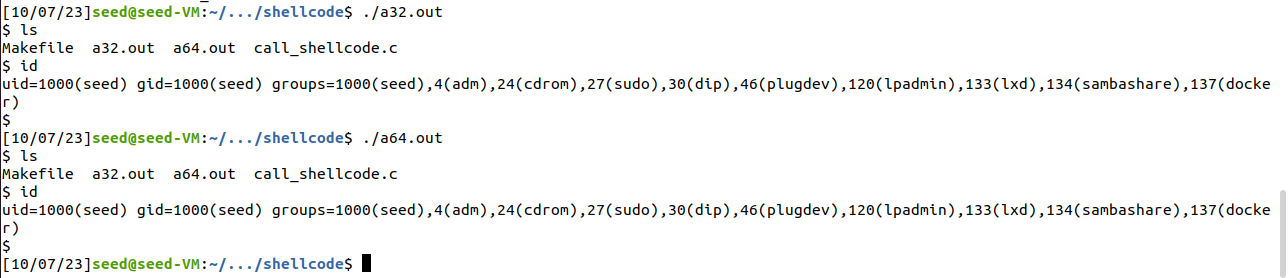 [10/07/23]seed@seed-VM:~/.../shellcode$ ./a32.out
$ ls
Makefile  a32.out  a64.out  call_shellcode.c
$ id
uid=1000(seed) gid=1000(seed) groups=1000(seed),4(adm),24(cdrom),27(sudo),30(dip),46(plugdev),120(lpadmin),133(lxd),134(sambashare),137(docke
r)
$
[10/07/23]seed@seed-VM:~/.../shellcode$ ./a64.out
$ ls
Makefile  a32.out  a64.out  call_shellcode.c
$ id
uid=1000(seed) gid=1000(seed) groups=1000(seed),4(adm),24(cdrom),27(sudo),30(dip),46(plugdev),120(lpadmin),133(lxd),134(sambashare),137(docke
r)
$
[10/07/23]seed@seed-VM:~/.../shellcode$